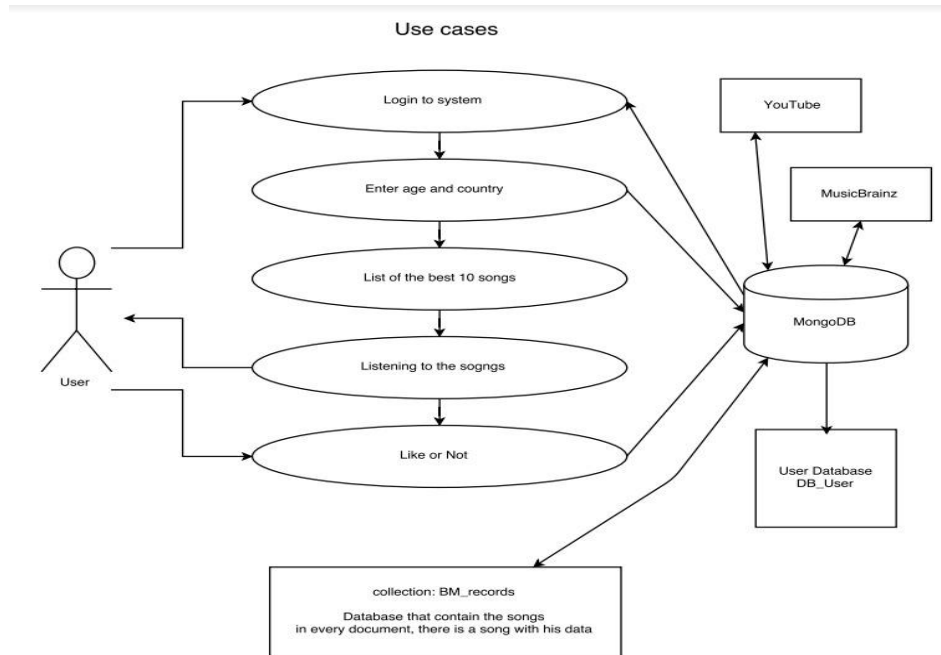 Use cases
Login to system
YouTube
Enter age and country
MusicBrainz
List of the best 10 songs
MongoDB
Listening to the sogngs
User
Like or Not
User Database
DB_User
collection: BM_records
Database that contain the songs
in every document, there is a song with his data